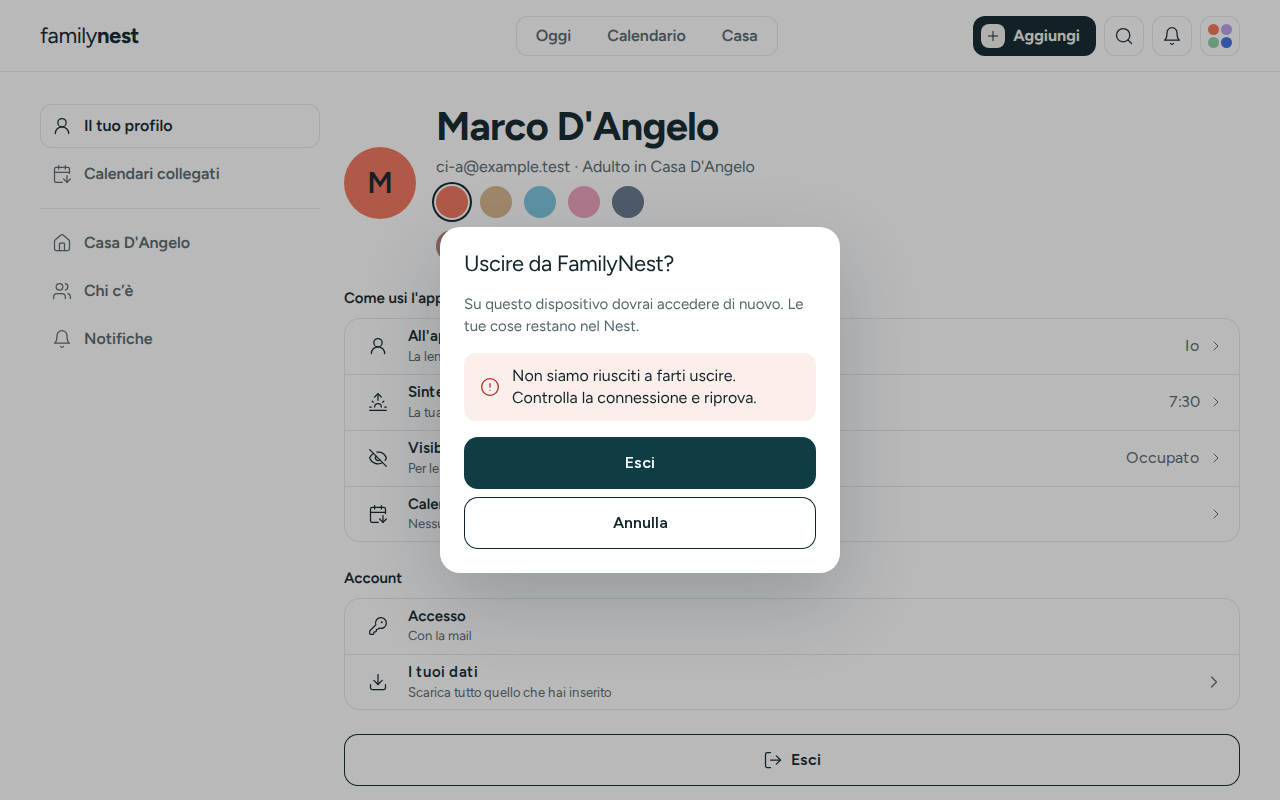 familynest
Oggi
Calendario
Casa
Aggiungi
Il tuo profilo
Calendari collegati
Casa D'Angelo
Chi c'è
Notifiche
M
Marco D'Angelo
ci-a@example.test · Adulto in Casa D'Angelo
Uscire da FamilyNest?
Su questo dispositivo dovrai accedere di nuovo. Le
tue cose restano nel Nest.
Non siamo riusciti a farti uscire.
Controlla la connessione e riprova.
Esci
Annulla
Come usi l'app
Io
7:30
Occupato
Account
Accesso
Con la mail
I tuoi dati
Scarica tutto quello che hai inserito
Esci